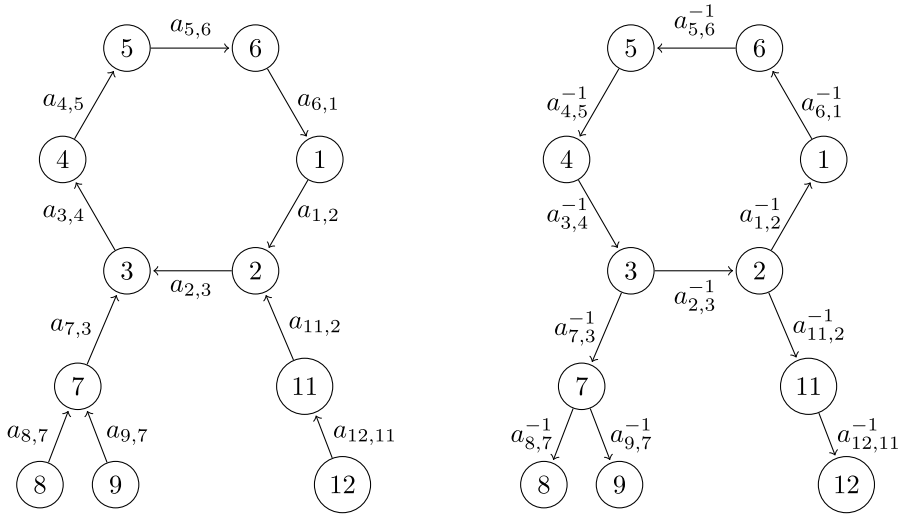 5 a_{5,6} 6
a_{4,5} a_{6,1}
4 1
a_{3,4} a_{1,2}
3 a_{2,3} 2
a_{7,3} a_{11,2}
7 11
a_{8,7} a_{9,7} a_{12,11}
8 9 12
5 a_{5,6}^{-1} 6
a_{4,5}^{-1} a_{6,1}^{-1}
4 1
a_{3,4}^{-1} a_{1,2}^{-1}
3 a_{2,3}^{-1} 2
a_{7,3}^{-1} a_{11,2}^{-1}
7 11
a_{8,7}^{-1} a_{9,7}^{-1} a_{12,11}^{-1}
8 9 12